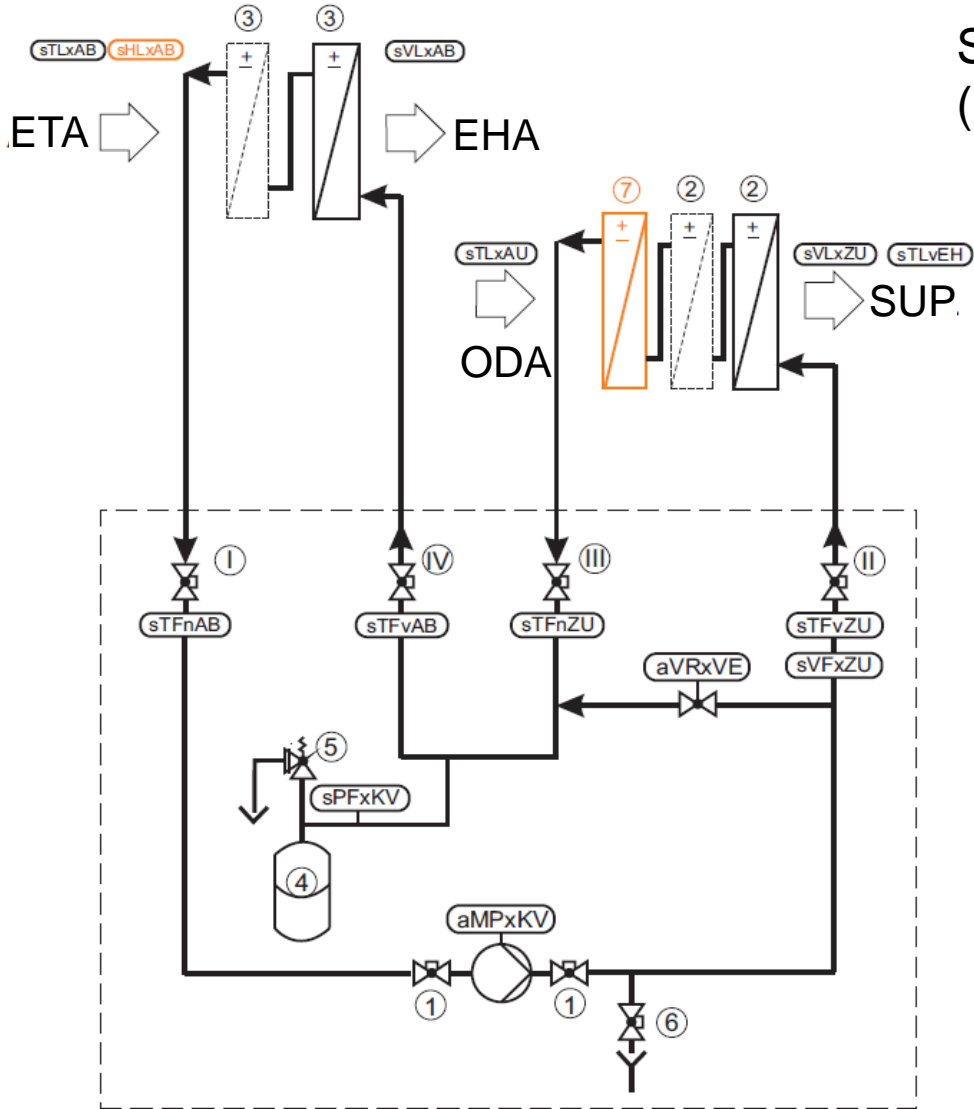 ③ ③
sTLxAB sHLxAB sVLxAB
S
(
ETA EHA
⑦ ② ②
sTLxAU sVLxZU sTLvEH
SUP.
ODA
I IV III II
sTFnAB sTFvAB sTFnZU sTFvZU
aVRxVE sVFxZU
⑤
sPFxKV
④
aMPxKV
① ① ⑥